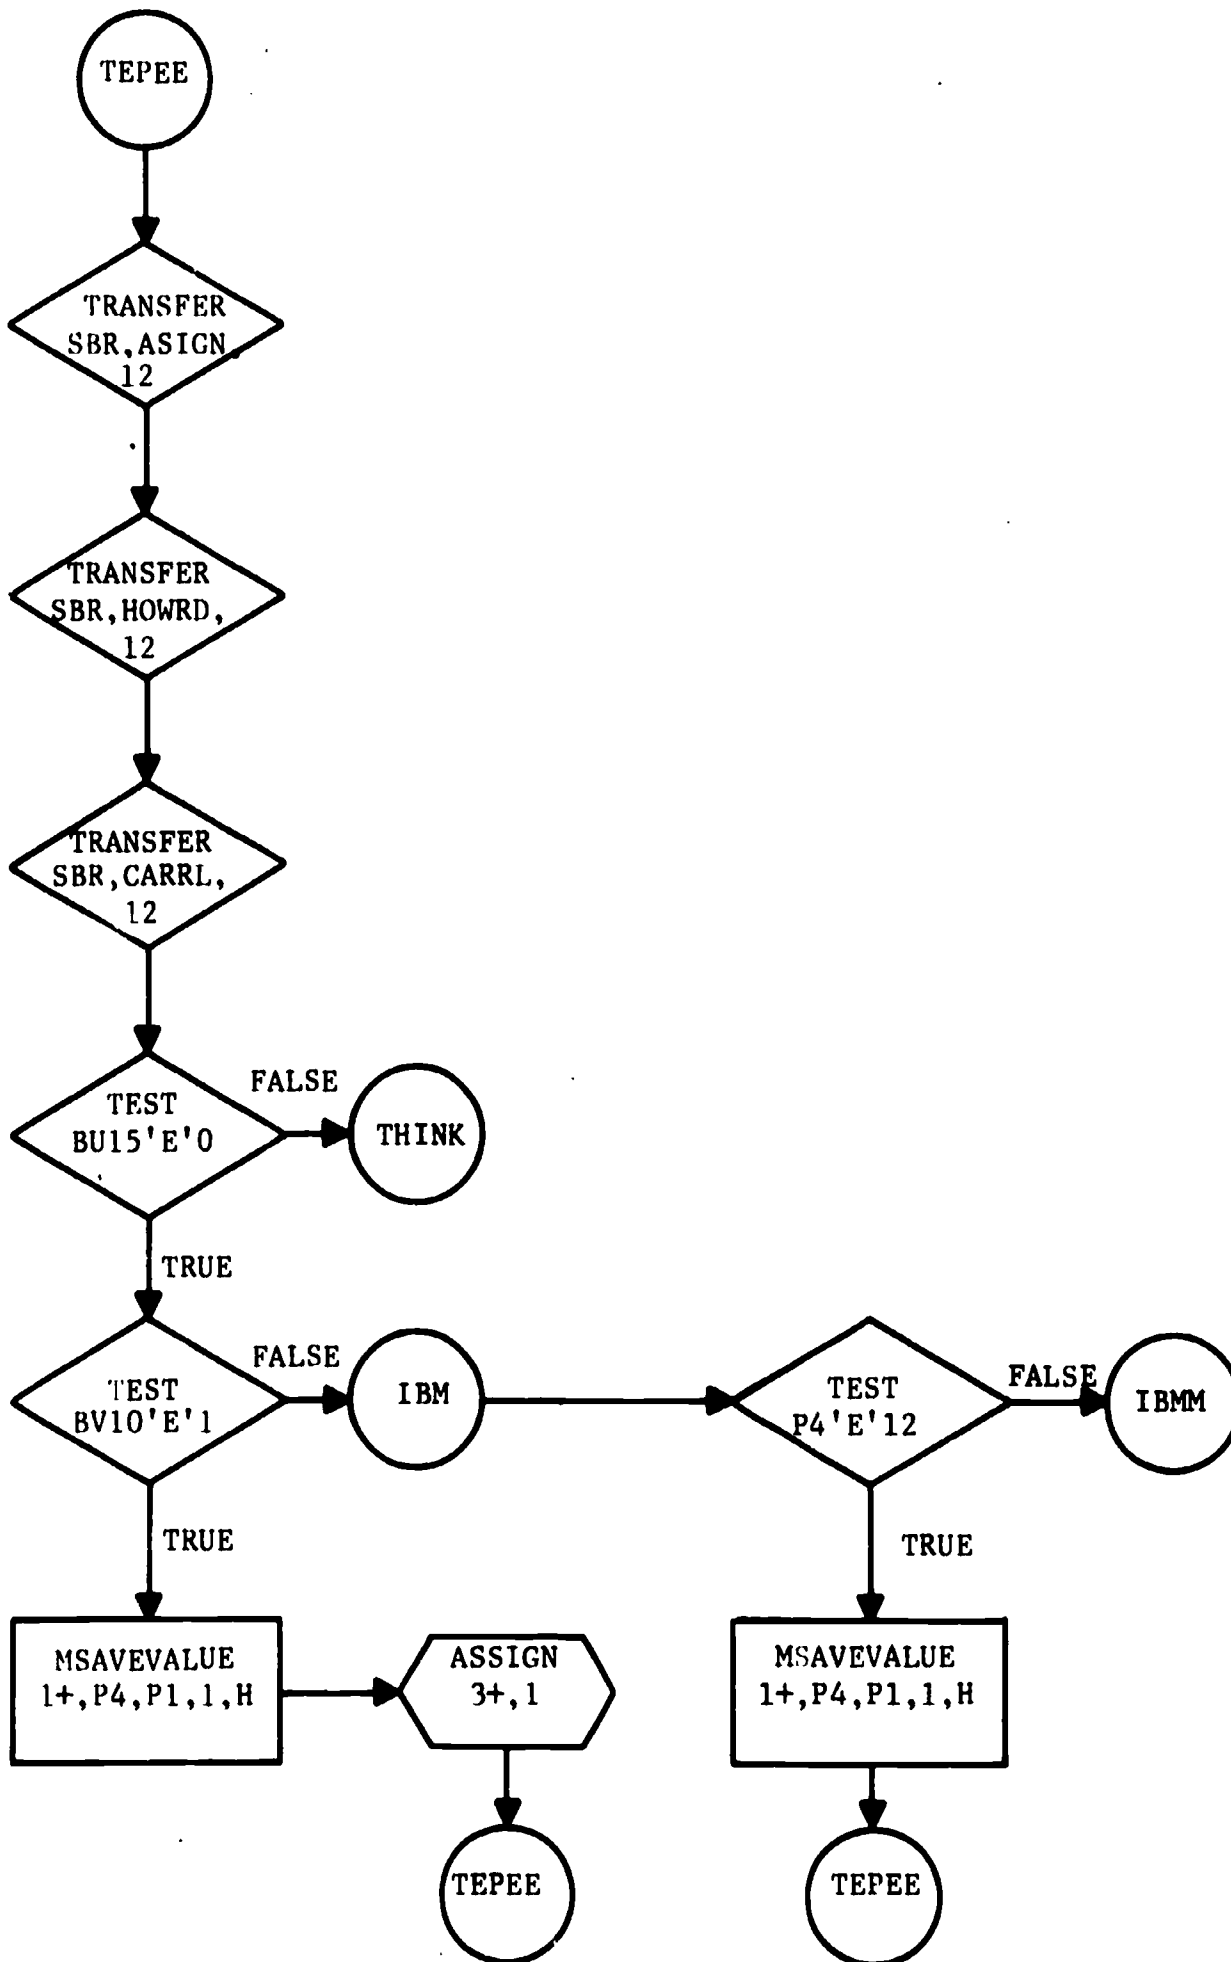 TEPEE
TRANSFER
SBR,ASIGN,
12
TRANSFER
SBR,HOWRD,
12
TRANSFER
SBR,CARRL,
12
TEST
BU15'E'0
FALSE
THINK
TRUE
TEST
BV10'E'1
FALSE
IBM
TEST
P4'E'12
FALSE
IBMM
TRUE
TRUE
MSAVEVALUE
1+,P4,P1,1,H
ASSIGN
3+,1
MSAVEVALUE
1+,P4,P1,1,H
TEPEE
TEPEE